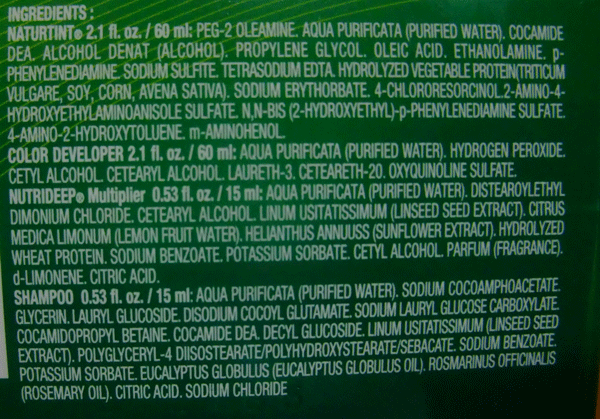 INGREDIENTS :
NATURTINT® 2.1 fl. oz. / 60 ml: PEG-2 OLEAMINE. AQUA PURIFICATA (PURIFIED WATER). COCAMIDE
DEA. ALCOHOL DENAT (ALCOHOL). PROPYLENE GLYCOL. OLEIC ACID. ETHANOLAMINE. p-
PHENYLENEDIAMINE. SODIUM SULFITE. TETRASODIUM EDTA. HYDROLYZED VEGETABLE PROTEIN(TRITICUM
VULGARE, SOY, CORN, AVENA SATIVA). SODIUM ERYTHORBATE. 4-CHLORORESORCINOL.2-AMINO-4-
HYDROXYETHYLAMINOANISOLE SULFATE. N,N-BIS (2-HYDROXYETHYL)-p-PHENYLENEDIAMINE SULFATE.
4-AMINO-2-HYDROXYTOLUENE. m-AMINOHENOL.
COLOR DEVELOPER 2.1 fl. oz. / 60 ml: AQUA PURIFICATA (PURIFIED WATER). HYDROGEN PEROXIDE.
CETYL ALCOHOL. CETEARYL ALCOHOL. LAURETH-3. CETEARETH-20. OXYQUINOLINE SULFATE.
NUTRIDEEP® Multiplier 0.53 fl. oz. / 15 ml: AQUA PURIFICATA (PURIFIED WATER). DISTEAROYLETHYL
DIMONIUM CHLORIDE. CETEARYL ALCOHOL. LINUM USITATISSIMUM (LINSEED SEED EXTRACT). CITRUS
MEDICA LIMONUM (LEMON FRUIT WATER). HELIANTHUS ANNUUSS (SUNFLOWER EXTRACT). HYDROLYZED
WHEAT PROTEIN. SODIUM BENZOATE. POTASSIUM SORBATE. CETYL ALCOHOL. PARFUM (FRAGRANCE).
d-LIMONENE. CITRIC ACID.
SHAMPOO 0.53 fl. oz. / 15 ml: AQUA PURIFICATA (PURIFIED WATER). SODIUM COCOAMPHOACETATE.
GLYCERIN. LAURYL GLUCOSIDE. DISODIUM COCOYL GLUTAMATE. SODIUM LAURYL GLUCOSE CARBOXYLATE.
COCAMIDOPROPYL BETAINE. COCAMIDE DEA. DECYL GLUCOSIDE. LINUM USITATISSIMUM (LINSEED SEED
EXTRACT). POLYGLYCERYL-4 DIISOSTEARATE/POLYHYDROXYSTEARATE/SEBACATE. SODIUM BENZOATE.
POTASSIUM SORBATE. EUCALYPTUS GLOBULUS (EUCALYPTUS GLOBULUS OIL). ROSMARINUS OFFICINALIS
(ROSEMARY OIL). CITRIC ACID. SODIUM CHLORIDE